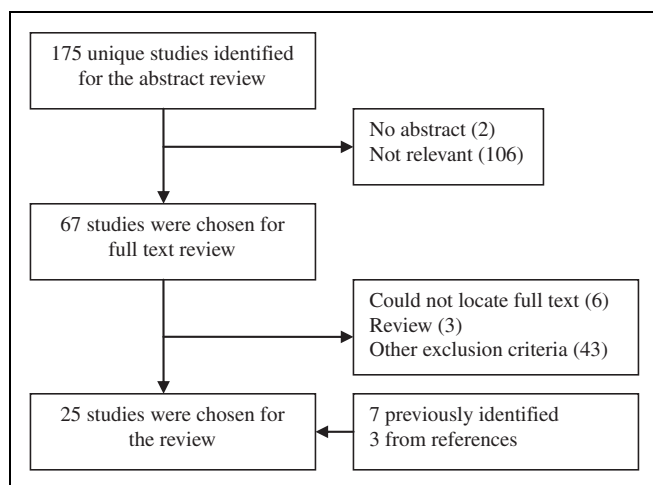 175 unique studies identified
for the abstract review
No abstract (2)
Not relevant (106)
67 studies were chosen for
full text review
Could not locate full text (6)
Review (3)
Other exclusion criteria (43)
25 studies were chosen for
the review
7 previously identified
3 from references